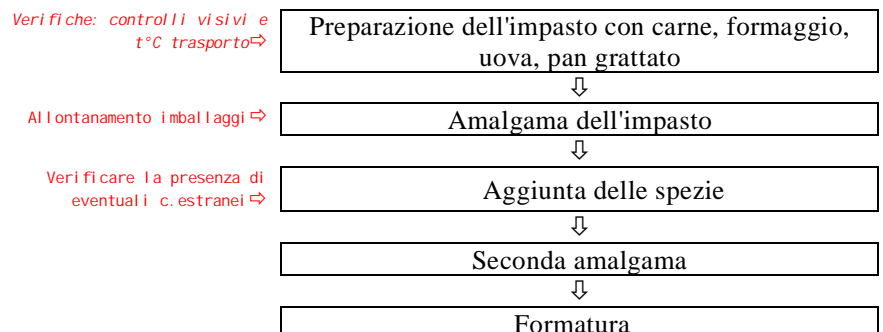 Verifiche: controlli visivi e
t°C trasporto⇨
Preparazione dell'impasto con carne, formaggio,
uova, pan grattato
⇩
Allontanamento imballaggi⇨
Amalgama dell'impasto
⇩
Verificare la presenza di
eventuali c.estranei⇨
Aggiunta delle spezie
⇩
Seconda amalgama
⇩
Formatura